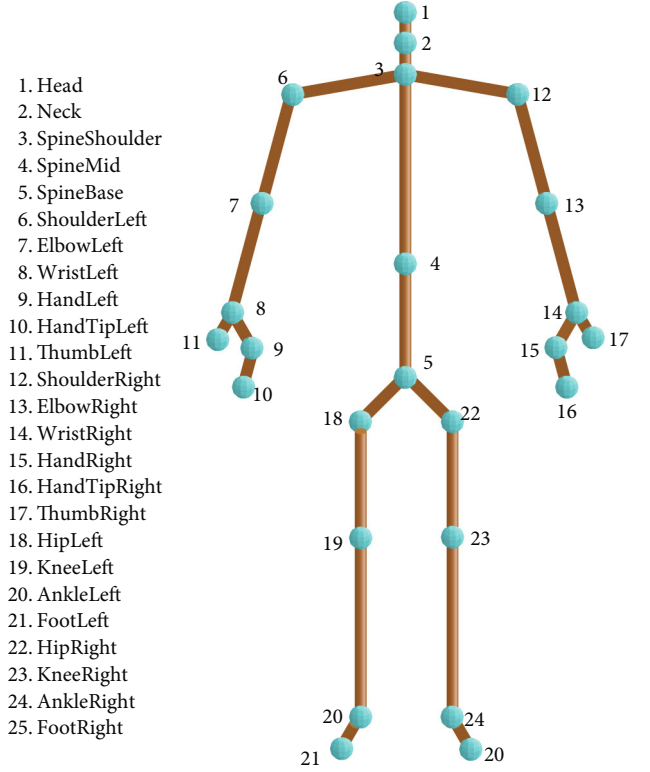 1. Head
2. Neck
3. SpineShoulder
4. SpineMid
5. SpineBase
6. ShoulderLeft
7. ElbowLeft
8. WristLeft
9. HandLeft
10. HandTipLeft
11. ThumbLeft
12. ShoulderRight
13. ElbowRight
14. WristRight
15. HandRight
16. HandTipRight
17. ThumbRight
18. HipLeft
19. KneeLeft
20. AnkleLeft
21. FootLeft
22. HipRight
23. KneeRight
24. AnkleRight
25. FootRight
1
2
3
6
12
7
13
4
8
14
11
9
15
17
5
10
16
18
22
19
23
20
24
21
20